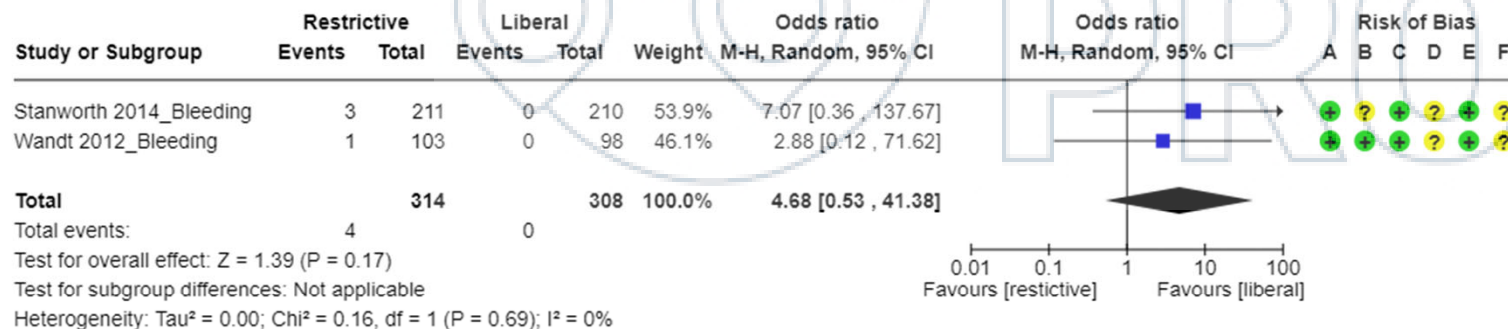 Restrictive Liberal Odds ratio Odds ratio Risk of Bias
Study or Subgroup Events Total Events Total Weight M-H, Random, 95% CI M-H, Random, 95% CI A B C D E F
Stanworth 2014_Bleeding 3 211 0 210 53.9% 7.07 [0.36 , 137.67] + ? + ? + ?
Wandt 2012_Bleeding 1 103 0 98 46.1% 2.88 [0.12 , 71.62] + + + ? + ?
Total 314 308 100.0% 4.68 [0.53 , 41.38]
Total events: 4 0
Test for overall effect: Z = 1.39 (P = 0.17)
0.01 0.1 1 10 100
Test for subgroup differences: Not applicable Favours [restictive] Favours [liberal]
Heterogeneity: Tau² = 0.00; Chi² = 0.16, df = 1 (P = 0.69); I² = 0%